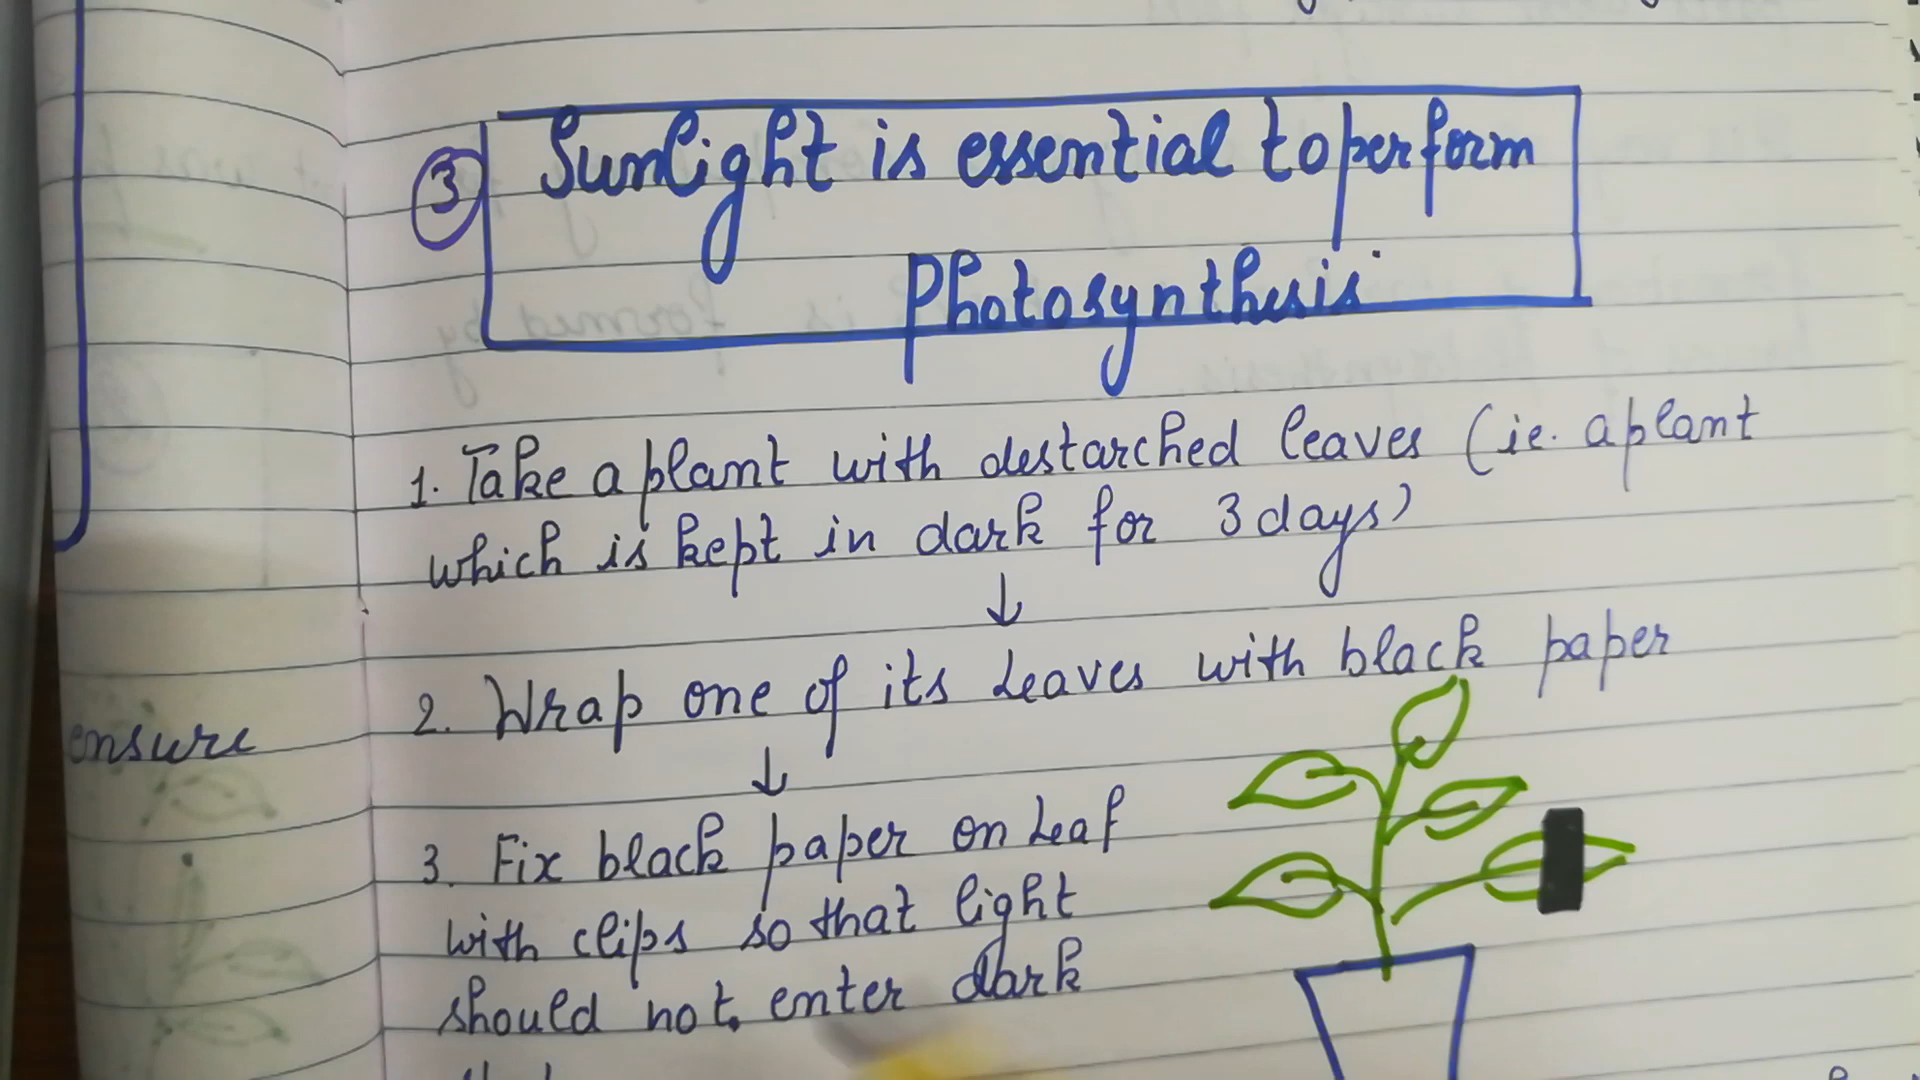 ③ Sunlight is essential to perform
Photosynthesis
1. Take a plant with destarched leaves (ie. a plant
which is kept in dark for 3 days)
↓
2. Wrap one of its leaves with black paper
↓
3. Fix black paper on leaf
with clips so that light
should not enter dark
ensure